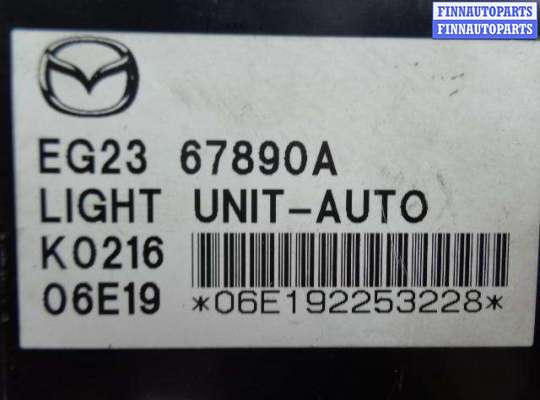 FINNAUTOPARTS
FINNAUTOPARTS
EG23 67890A
LIGHT UNIT-AUTO
K0216
06E19 *06E192253228*